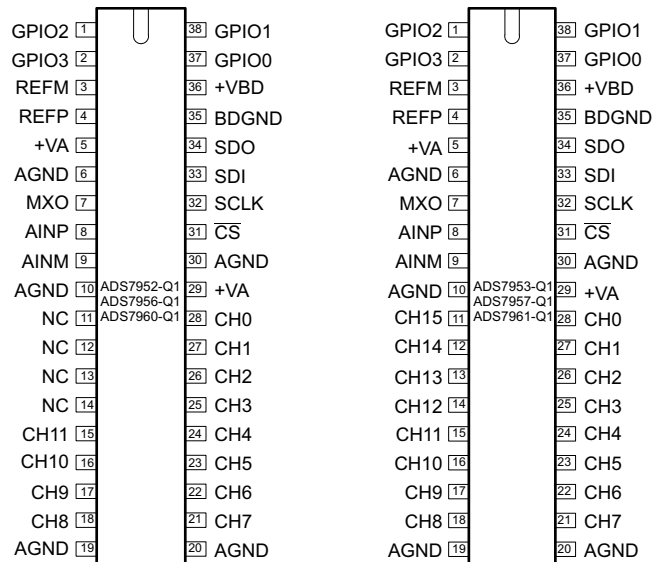 GPIO2 1 38 GPIO1
GPIO3 2 37 GPIO0
REFM 3 36 +VBD
REFP 4 35 BDGND
+VA 5 34 SDO
AGND 6 33 SDI
MXO 7 32 SCLK
AINP 8 31 CS
AINM 9 30 AGND
AGND 10 ADS7952-Q1 29 +VA
ADS7956-Q1
NC 11 ADS7960-Q1 28 CH0
NC 12 27 CH1
NC 13 26 CH2
NC 14 25 CH3
CH11 15 24 CH4
CH10 16 23 CH5
CH9 17 22 CH6
CH8 18 21 CH7
AGND 19 20 AGND
GPIO2 1 38 GPIO1
GPIO3 2 37 GPIO0
REFM 3 36 +VBD
REFP 4 35 BDGND
+VA 5 34 SDO
AGND 6 33 SDI
MXO 7 32 SCLK
AINP 8 31 CS
AINM 9 30 AGND
AGND 10 ADS7953-Q1 29 +VA
ADS7957-Q1
CH15 11 ADS7961-Q1 28 CH0
CH14 12 27 CH1
CH13 13 26 CH2
CH12 14 25 CH3
CH11 15 24 CH4
CH10 16 23 CH5
CH9 17 22 CH6
CH8 18 21 CH7
AGND 19 20 AGND